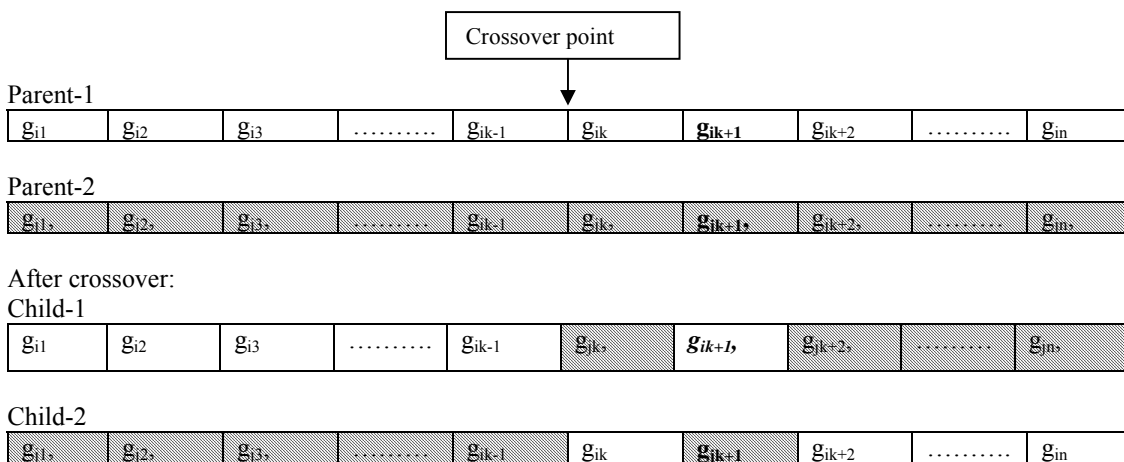 Crossover point
Parent-1
gi1 gi2 gi3 ………. gik-1 gik gik+1 gik+2 ………. gin
Parent-2
gj1, gj2, gj3, ……… gik-1 gjk, gjk+1, gjk+2, ……… gjn,
After crossover:
Child-1
gi1 gi2 gi3 ………. gik-1 gjk, gik+1, gjk+2, ……… gjn,
Child-2
gj1, gj2, gj3, ……… gik-1 gik gjk+1 gik+2 ………. gin